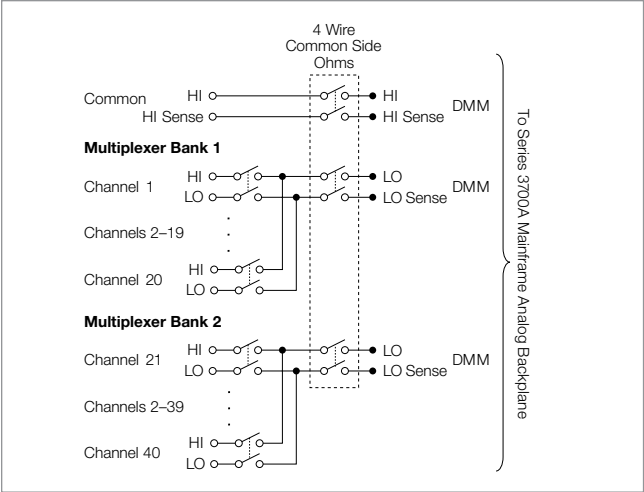 4 Wire
Common Side
Ohms
Common HI HI DMM
HI Sense HI Sense
Multiplexer Bank 1
Channel 1 HI LO DMM
LO LO Sense
Channels 2–19
Channel 20 HI
LO
Multiplexer Bank 2
Channel 21 HI LO DMM
LO LO Sense
Channels 2–39
Channel 40 HI
LO
To Series 3700A Mainframe Analog Backplane